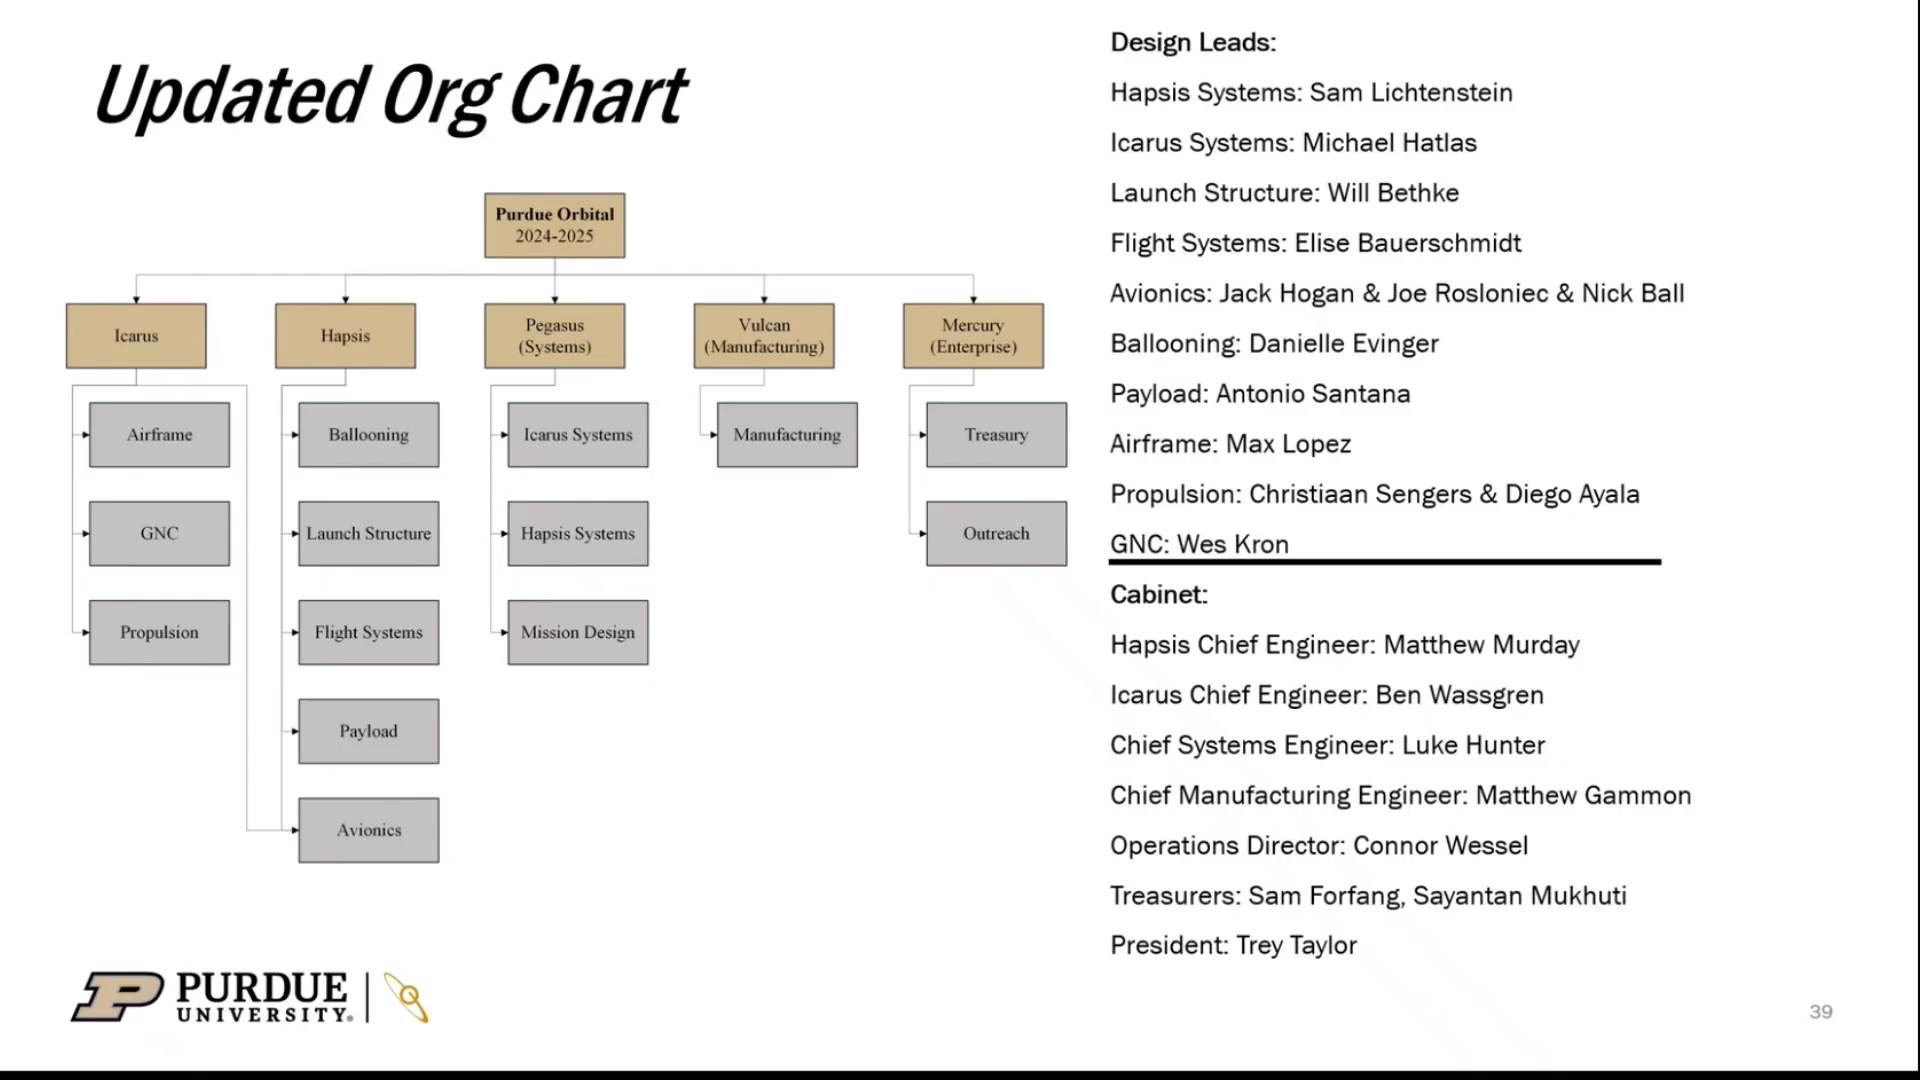 Updated Org Chart
Purdue Orbital
2024-2025
Icarus
Hapsis
Pegasus
(Systems)
Vulcan
(Manufacturing)
Mercury
(Enterprise)
Airframe
GNC
Propulsion
Ballooning
Launch Structure
Flight Systems
Payload
Avionics
Icarus Systems
Hapsis Systems
Mission Design
Manufacturing
Treasury
Outreach
Design Leads:
Hapsis Systems: Sam Lichtenstein
Icarus Systems: Michael Hatlas
Launch Structure: Will Bethke
Flight Systems: Elise Bauerschmidt
Avionics: Jack Hogan & Joe Rosloniec & Nick Ball
Ballooning: Danielle Evinger
Payload: Antonio Santana
Airframe: Max Lopez
Propulsion: Christiaan Sengers & Diego Ayala
GNC: Wes Kron
Cabinet:
Hapsis Chief Engineer: Matthew Murday
Icarus Chief Engineer: Ben Wassgren
Chief Systems Engineer: Luke Hunter
Chief Manufacturing Engineer: Matthew Gammon
Operations Director: Connor Wessel
Treasurers: Sam Forfang, Sayantan Mukhuti
President: Trey Taylor
P PURDUE
UNIVERSITY®
39